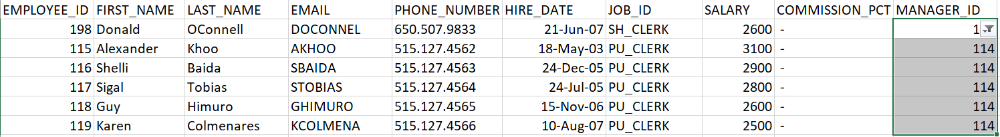 EMPLOYEE_ID FIRST_NAME LAST_NAME EMAIL PHONE_NUMBER HIRE_DATE JOB_ID SALARY COMMISSION_PCT MANAGER_ID
198 Donald OConnell DOCONNEL 650.507.9833 21-Jun-07 SH_CLERK 2600 -
115 Alexander Khoo AKHOO 515.127.4562 18-May-03 PU_CLERK 3100 - 114
116 Shelli Baida SBAIDA 515.127.4563 24-Dec-05 PU_CLERK 2900 - 114
117 Sigal Tobias STOBIAS 515.127.4564 24-Jul-05 PU_CLERK 2800 - 114
118 Guy Himuro GHIMURO 515.127.4565 15-Nov-06 PU_CLERK 2600 - 114
119 Karen Colmenares KCOLMENA 515.127.4566 10-Aug-07 PU_CLERK 2500 - 114